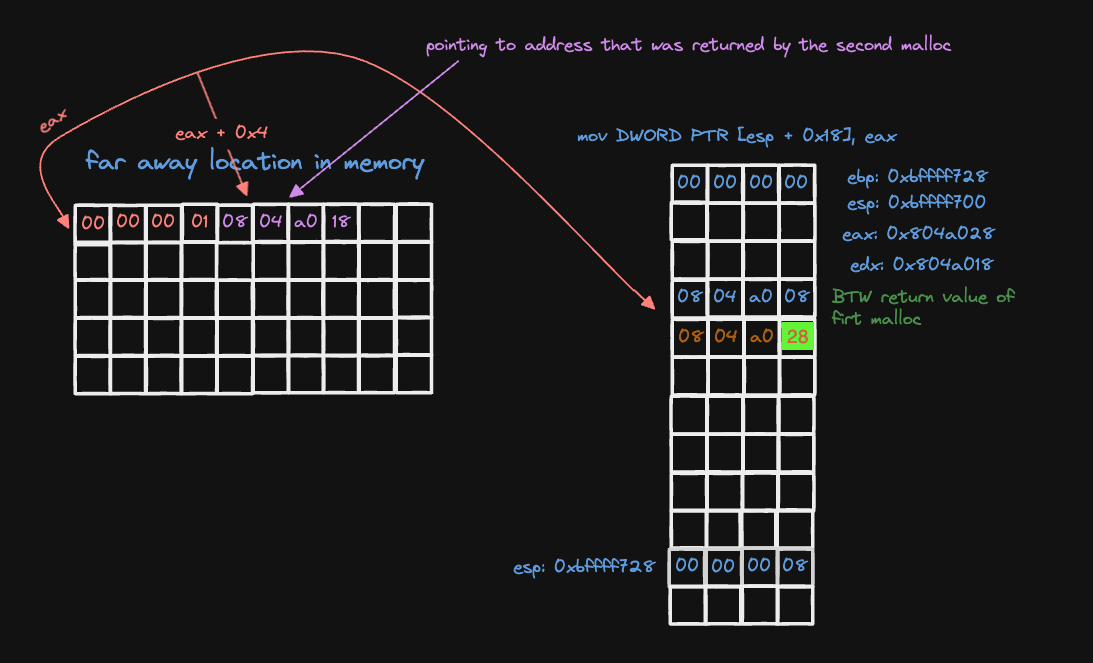 pointing to address that was returned by the second malloc
eax
eax + 0x4
far away location in memory
00 00 00 01 08 04 a0 18
mov DWORD PTR [esp + 0x18], eax
00 00 00 00
ebp: 0xbffff728
esp: 0xbffff700
eax: 0x804a028
edx: 0x804a018
08 04 a0 08
BTW return value of
firt malloc
08 04 a0 28
esp: 0xbffff728
00 00 00 08